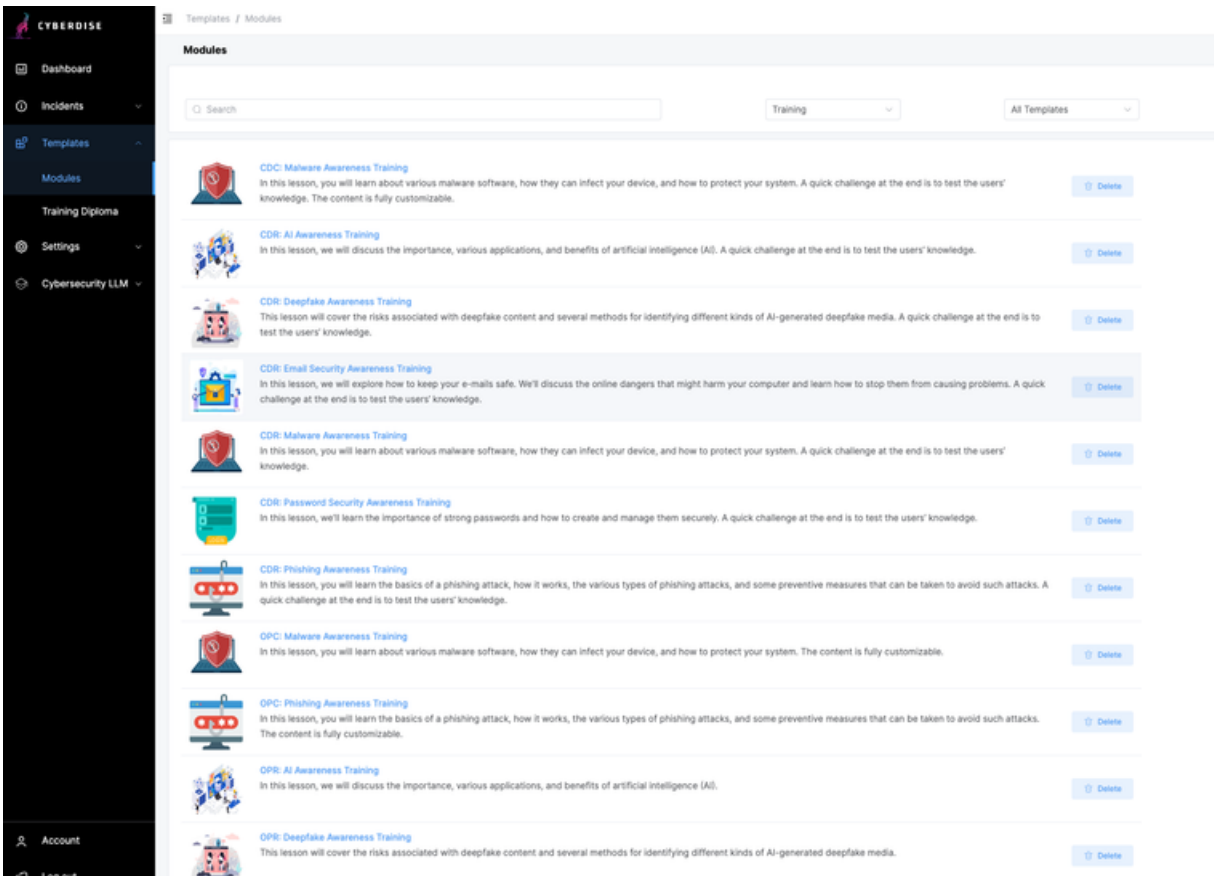 CYBERDISE
Dashboard
Incidents
Templates
Modules
Training Diploma
Settings
Cybersecurity LLM
Account
Log out
Templates / Modules
Modules
Search
Training
All Templates
CDC: Malware Awareness Training
In this lesson, you will learn about various malware software, how they can infect your device, and how to protect your system. A quick challenge at the end is to test the users'
knowledge. The content is fully customizable.
Delete
CDR: AI Awareness Training
In this lesson, we will discuss the importance, various applications, and benefits of artificial intelligence (AI). A quick challenge at the end is to test the users' knowledge.
Delete
CDR: Deepfake Awareness Training
This lesson will cover the risks associated with deepfake content and several methods for identifying different kinds of AI-generated deepfake media. A quick challenge at the end is to
test the users' knowledge.
Delete
CDR: Email Security Awareness Training
In this lesson, we will explore how to keep your e-mails safe. We'll discuss the online dangers that might harm your computer and learn how to stop them from causing problems. A quick
challenge at the end is to test the users' knowledge.
Delete
CDR: Malware Awareness Training
In this lesson, you will learn about various malware software, how they can infect your device, and how to protect your system. A quick challenge at the end is to test the users'
knowledge.
Delete
CDR: Password Security Awareness Training
In this lesson, we'll learn the importance of strong passwords and how to create and manage them securely. A quick challenge at the end is to test the users' knowledge.
Delete
CDR: Phishing Awareness Training
In this lesson, you will learn the basics of a phishing attack, how it works, the various types of phishing attacks, and some preventive measures that can be taken to avoid such attacks. A
quick challenge at the end is to test the users' knowledge.
Delete
OPC: Malware Awareness Training
In this lesson, you will learn about various malware software, how they can infect your device, and how to protect your system. The content is fully customizable.
Delete
OPC: Phishing Awareness Training
In this lesson, you will learn the basics of a phishing attack, how it works, the various types of phishing attacks, and some preventive measures that can be taken to avoid such attacks.
The content is fully customizable.
Delete
OPR: AI Awareness Training
In this lesson, we will discuss the importance, various applications, and benefits of artificial intelligence (AI).
Delete
OPR: Deepfake Awareness Training
This lesson will cover the risks associated with deepfake content and several methods for identifying different kinds of AI-generated deepfake media.
Delete